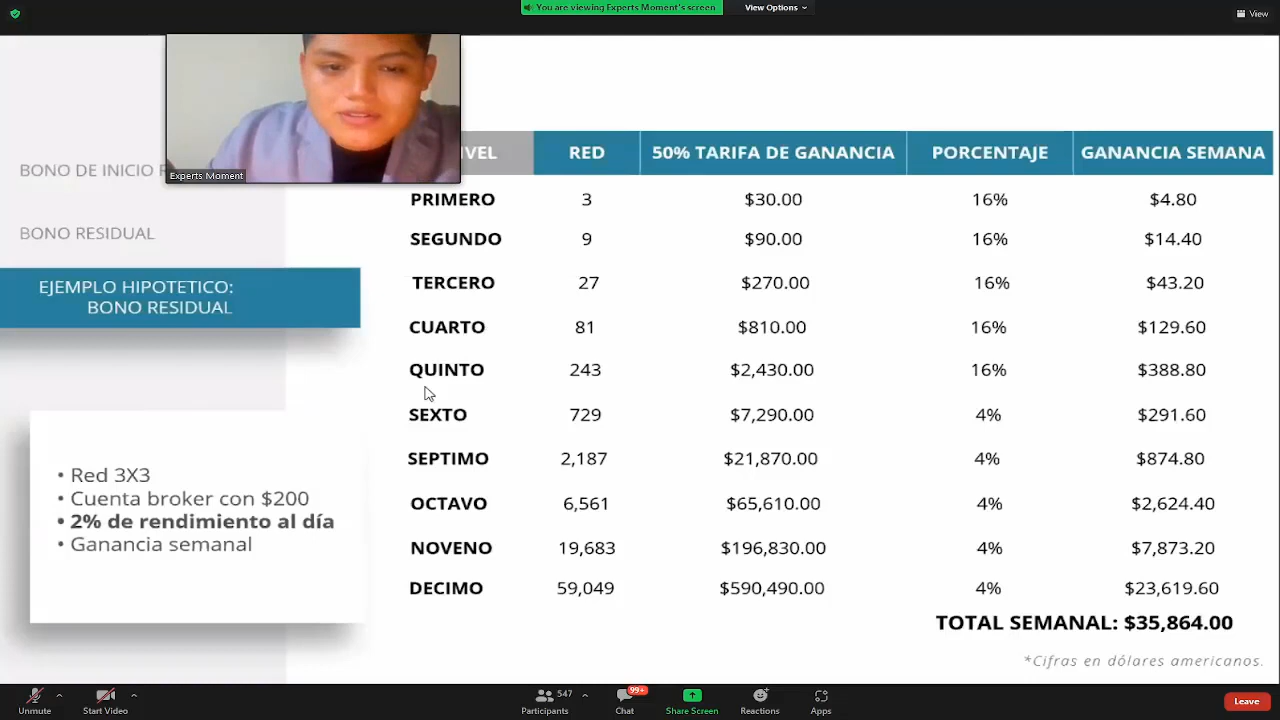 You are viewing Experts Moment's screen
View Options
View
Experts Moment
BONO DE INICIO R
BONO RESIDUAL
EJEMPLO HIPOTETICO:
BONO RESIDUAL
• Red 3X3
• Cuenta broker con $200
• 2% de rendimiento al día
• Ganancia semanal
VEL RED 50% TARIFA DE GANANCIA PORCENTAJE GANANCIA SEMANA
PRIMERO 3 $30.00 16% $4.80
SEGUNDO 9 $90.00 16% $14.40
TERCERO 27 $270.00 16% $43.20
CUARTO 81 $810.00 16% $129.60
QUINTO 243 $2,430.00 16% $388.80
SEXTO 729 $7,290.00 4% $291.60
SEPTIMO 2,187 $21,870.00 4% $874.80
OCTAVO 6,561 $65,610.00 4% $2,624.40
NOVENO 19,683 $196,830.00 4% $7,873.20
DECIMO 59,049 $590,490.00 4% $23,619.60
TOTAL SEMANAL: $35,864.00
*Cifras en dólares americanos.
Unmute
Start Video
547
Participants
99+
Chat
Share Screen
Reactions
Apps
Leave